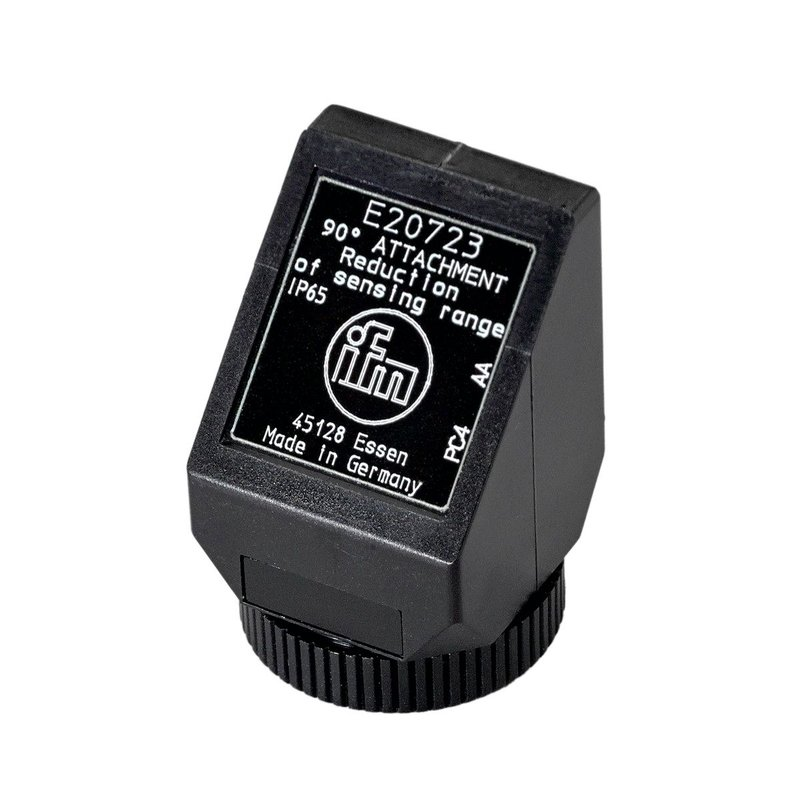 E20723
90° ATTACHMENT
Reduction
of sensing range
IP65
ifm
AA
PC4
45128 Essen
Made in Germany